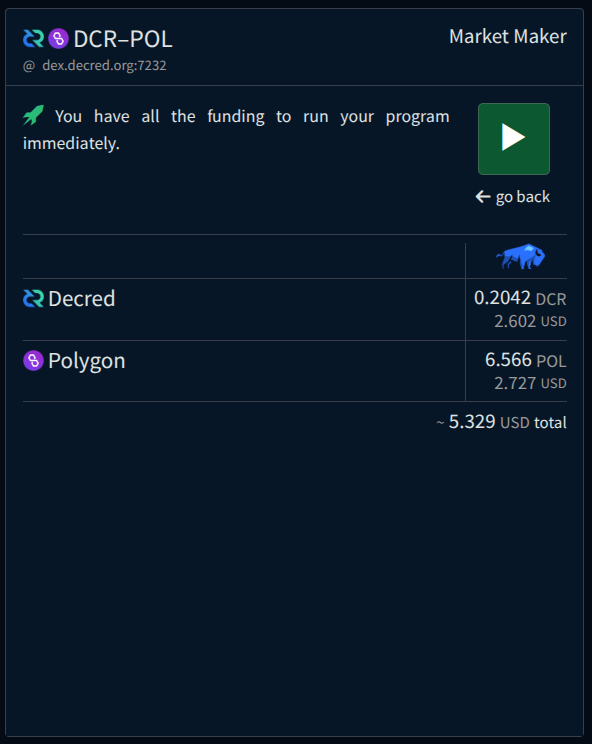 DCR–POL
Market Maker
@ dex.decred.org:7232
You have all the funding to run your program
immediately.
go back
Decred
0.2042 DCR
2.602 USD
Polygon
6.566 POL
2.727 USD
~ 5.329 USD total